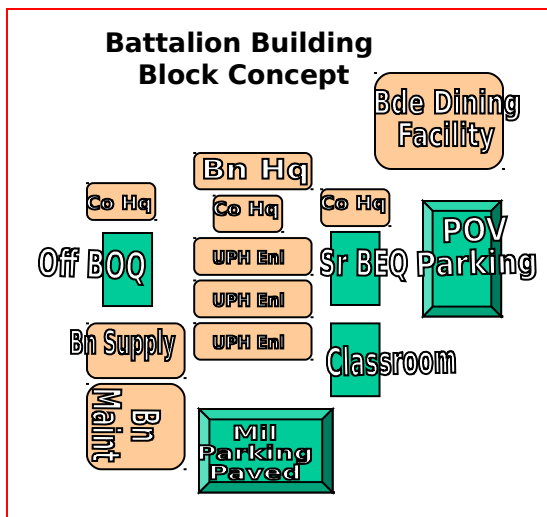 Battalion Building
Block Concept
Bde Dining
Facility
Bn Hq
Co Hq
Co Hq
Co Hq
POV
Parking
Off BOQ
UPH Enl
Sr BEQ
UPH Enl
UPH Enl
Bn Supply
Classroom
Bn
Maint
Mil
Parking
Paved